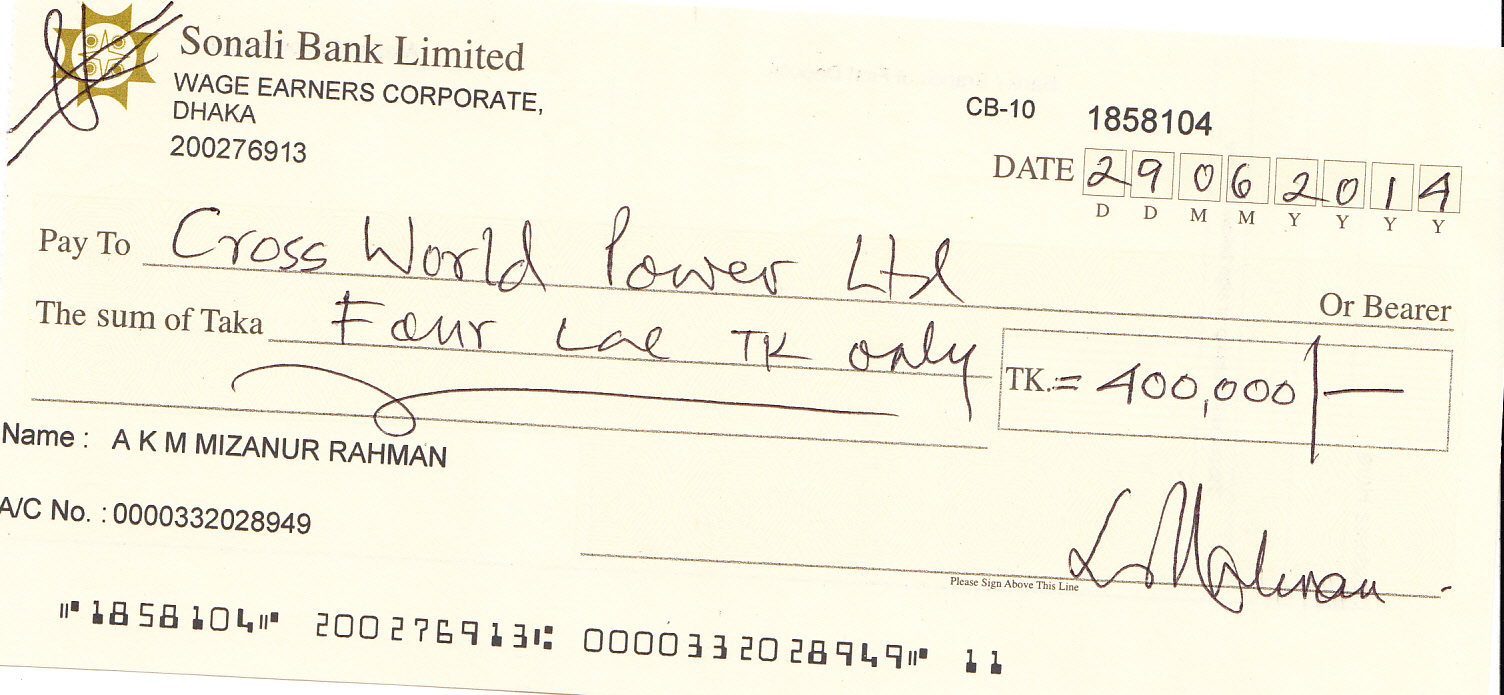 Sonali Bank Limited
WAGE EARNERS CORPORATE,
DHAKA
200276913
CB-10 1858104
DATE 29062014
D D M M Y Y Y Y
Pay To Cross World Power Ltd
Or Bearer
The sum of Taka Four Lac TK only
TK.= 400,000/—
Name : A K M MIZANUR RAHMAN
A/C No. : 0000332028949
Please Sign Above This Line
⑈1858104⑈ 200276913⑆ 0000332028949⑈ 11